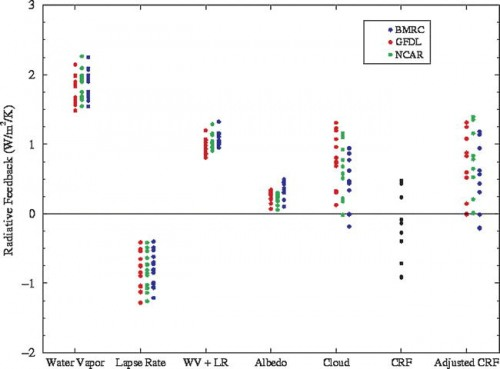 3
BMRC
GFDL
NCAR
2
1
0
−1
−2
Radiative Feedback (W/m²/K)
Water Vapor Lapse Rate WV + LR Albedo Cloud CRF Adjusted CRF